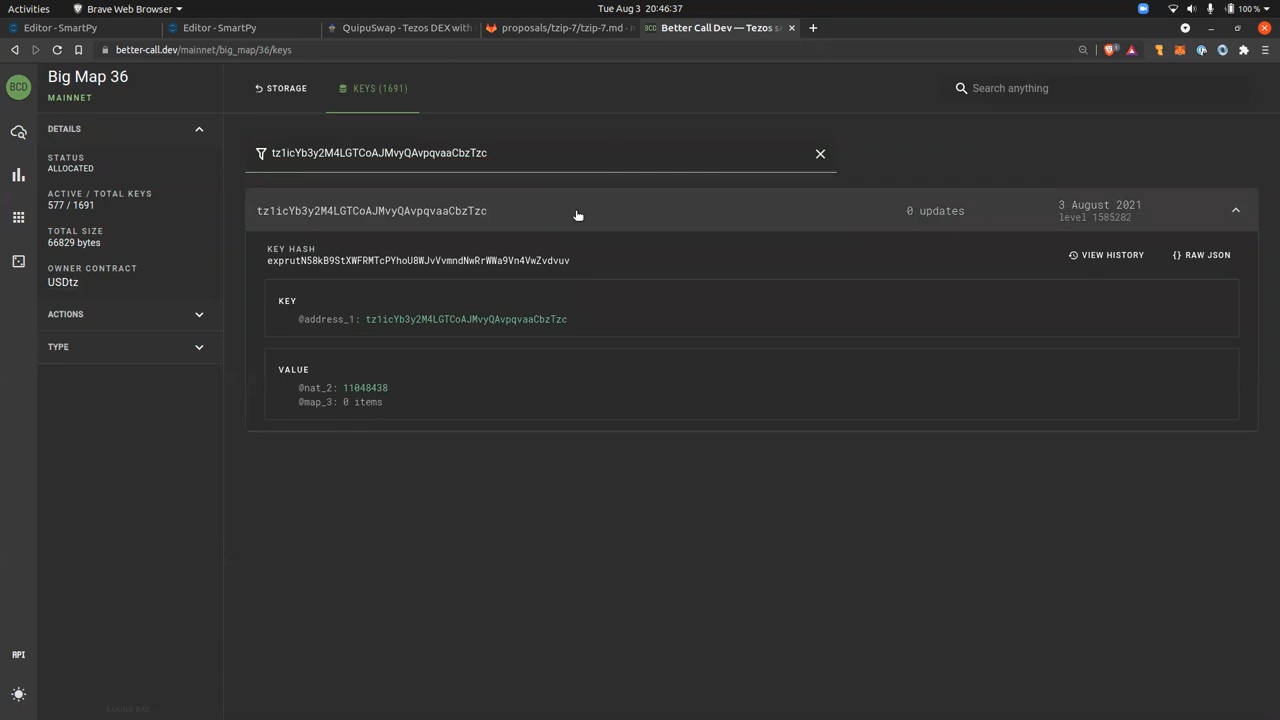 Activities
Brave Web Browser
Tue Aug 3 20:46:37
100 %
Editor - SmartPy
Editor - SmartPy
QuipuSwap - Tezos DEX with
proposals/tzip-7/tzip-7.md - n
Better Call Dev — Tezos s
better-call.dev/mainnet/big_map/36/keys
BCD
Big Map 36
MAINNET
STORAGE
KEYS (1691)
Search anything
DETAILS
STATUS
ALLOCATED
ACTIVE / TOTAL KEYS
577 / 1691
TOTAL SIZE
66829 bytes
OWNER CONTRACT
USDtz
ACTIONS
TYPE
tz1icYb3y2M4LGTCoAJMvyQAvpqvaaCbzTzc
tz1icYb3y2M4LGTCoAJMvyQAvpqvaaCbzTzc
0 updates
3 August 2021
level 1585282
KEY HASH
exprutN58kB9StXWFRMTcPYhoU8WJvVvmndNwRrWWa9Vn4VwZvdvuv
VIEW HISTORY
{} RAW JSON
KEY
@address_1: tz1icYb3y2M4LGTCoAJMvyQAvpqvaaCbzTzc
VALUE
@nat_2: 11048438
@map_3: 0 items
API
BAKING BAD